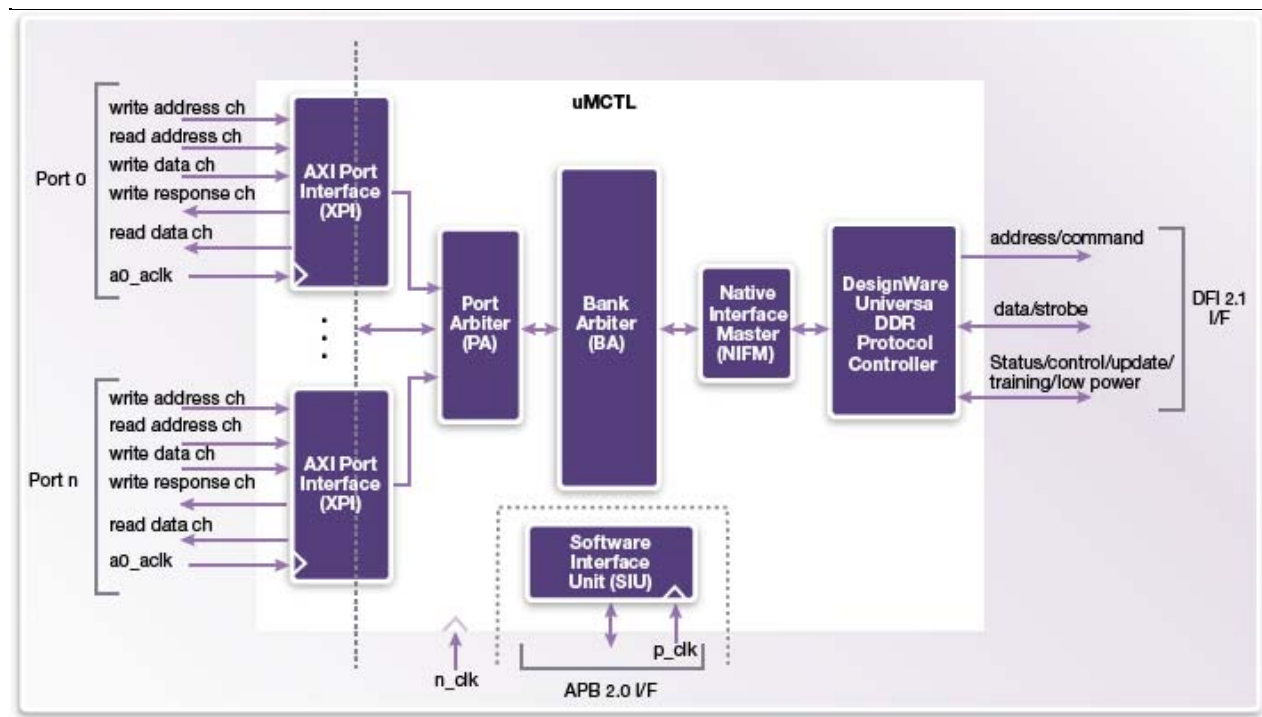 uMCTL
Port 0
write address ch
read address ch
write data ch
write response ch
read data ch
a0_aclk
AXI Port
Interface
(XPI)
Port
Arbiter
(PA)
Bank
Arbiter
(BA)
Native
Interface
Master
(NIFM)
DesignWare
Universa
DDR
Protocol
Controller
address/command
data/strobe
Status/control/update/
training/low power
DFI 2.1
I/F
Port n
write address ch
read address ch
write data ch
write response ch
read data ch
a0_aclk
AXI Port
Interface
(XPI)
Software
Interface
Unit (SIU)
n_clk
p_clk
APB 2.0 I/F